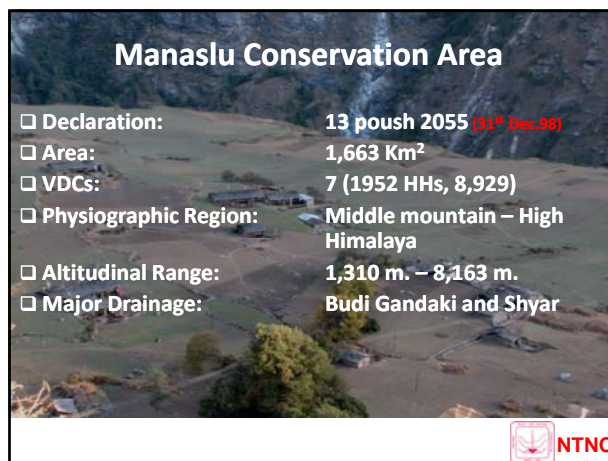 Manaslu Conservation Area
❑ Declaration: 13 poush 2055 (31st Dec.98)
❑ Area: 1,663 Km²
❑ VDCs: 7 (1952 HHs, 8,929)
❑ Physiographic Region: Middle mountain – High
Himalaya
❑ Altitudinal Range: 1,310 m. – 8,163 m.
❑ Major Drainage: Budi Gandaki and Shyar
NTNC